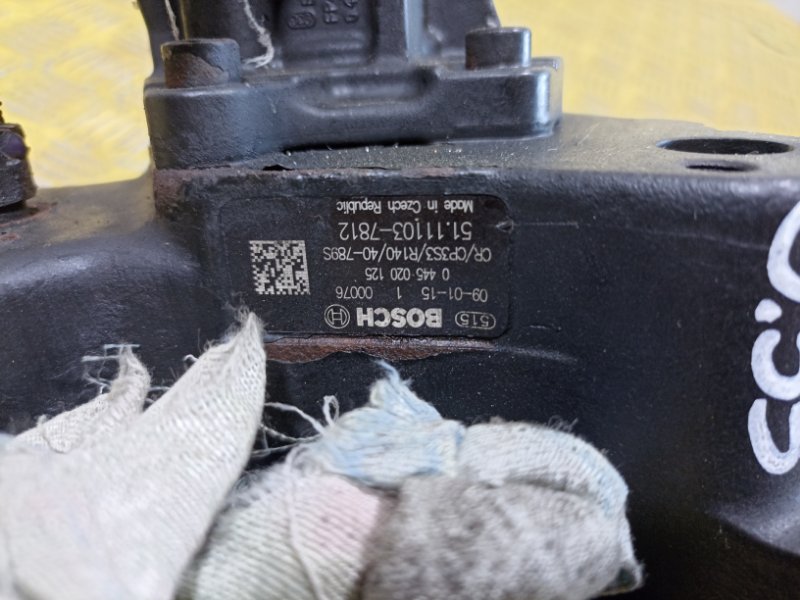 515 BOSCH
09-01-15 1 00076
0 445 020 125
CR/CP3S3/R140/40-789S
51.11103-7812
Made in Czech Republic